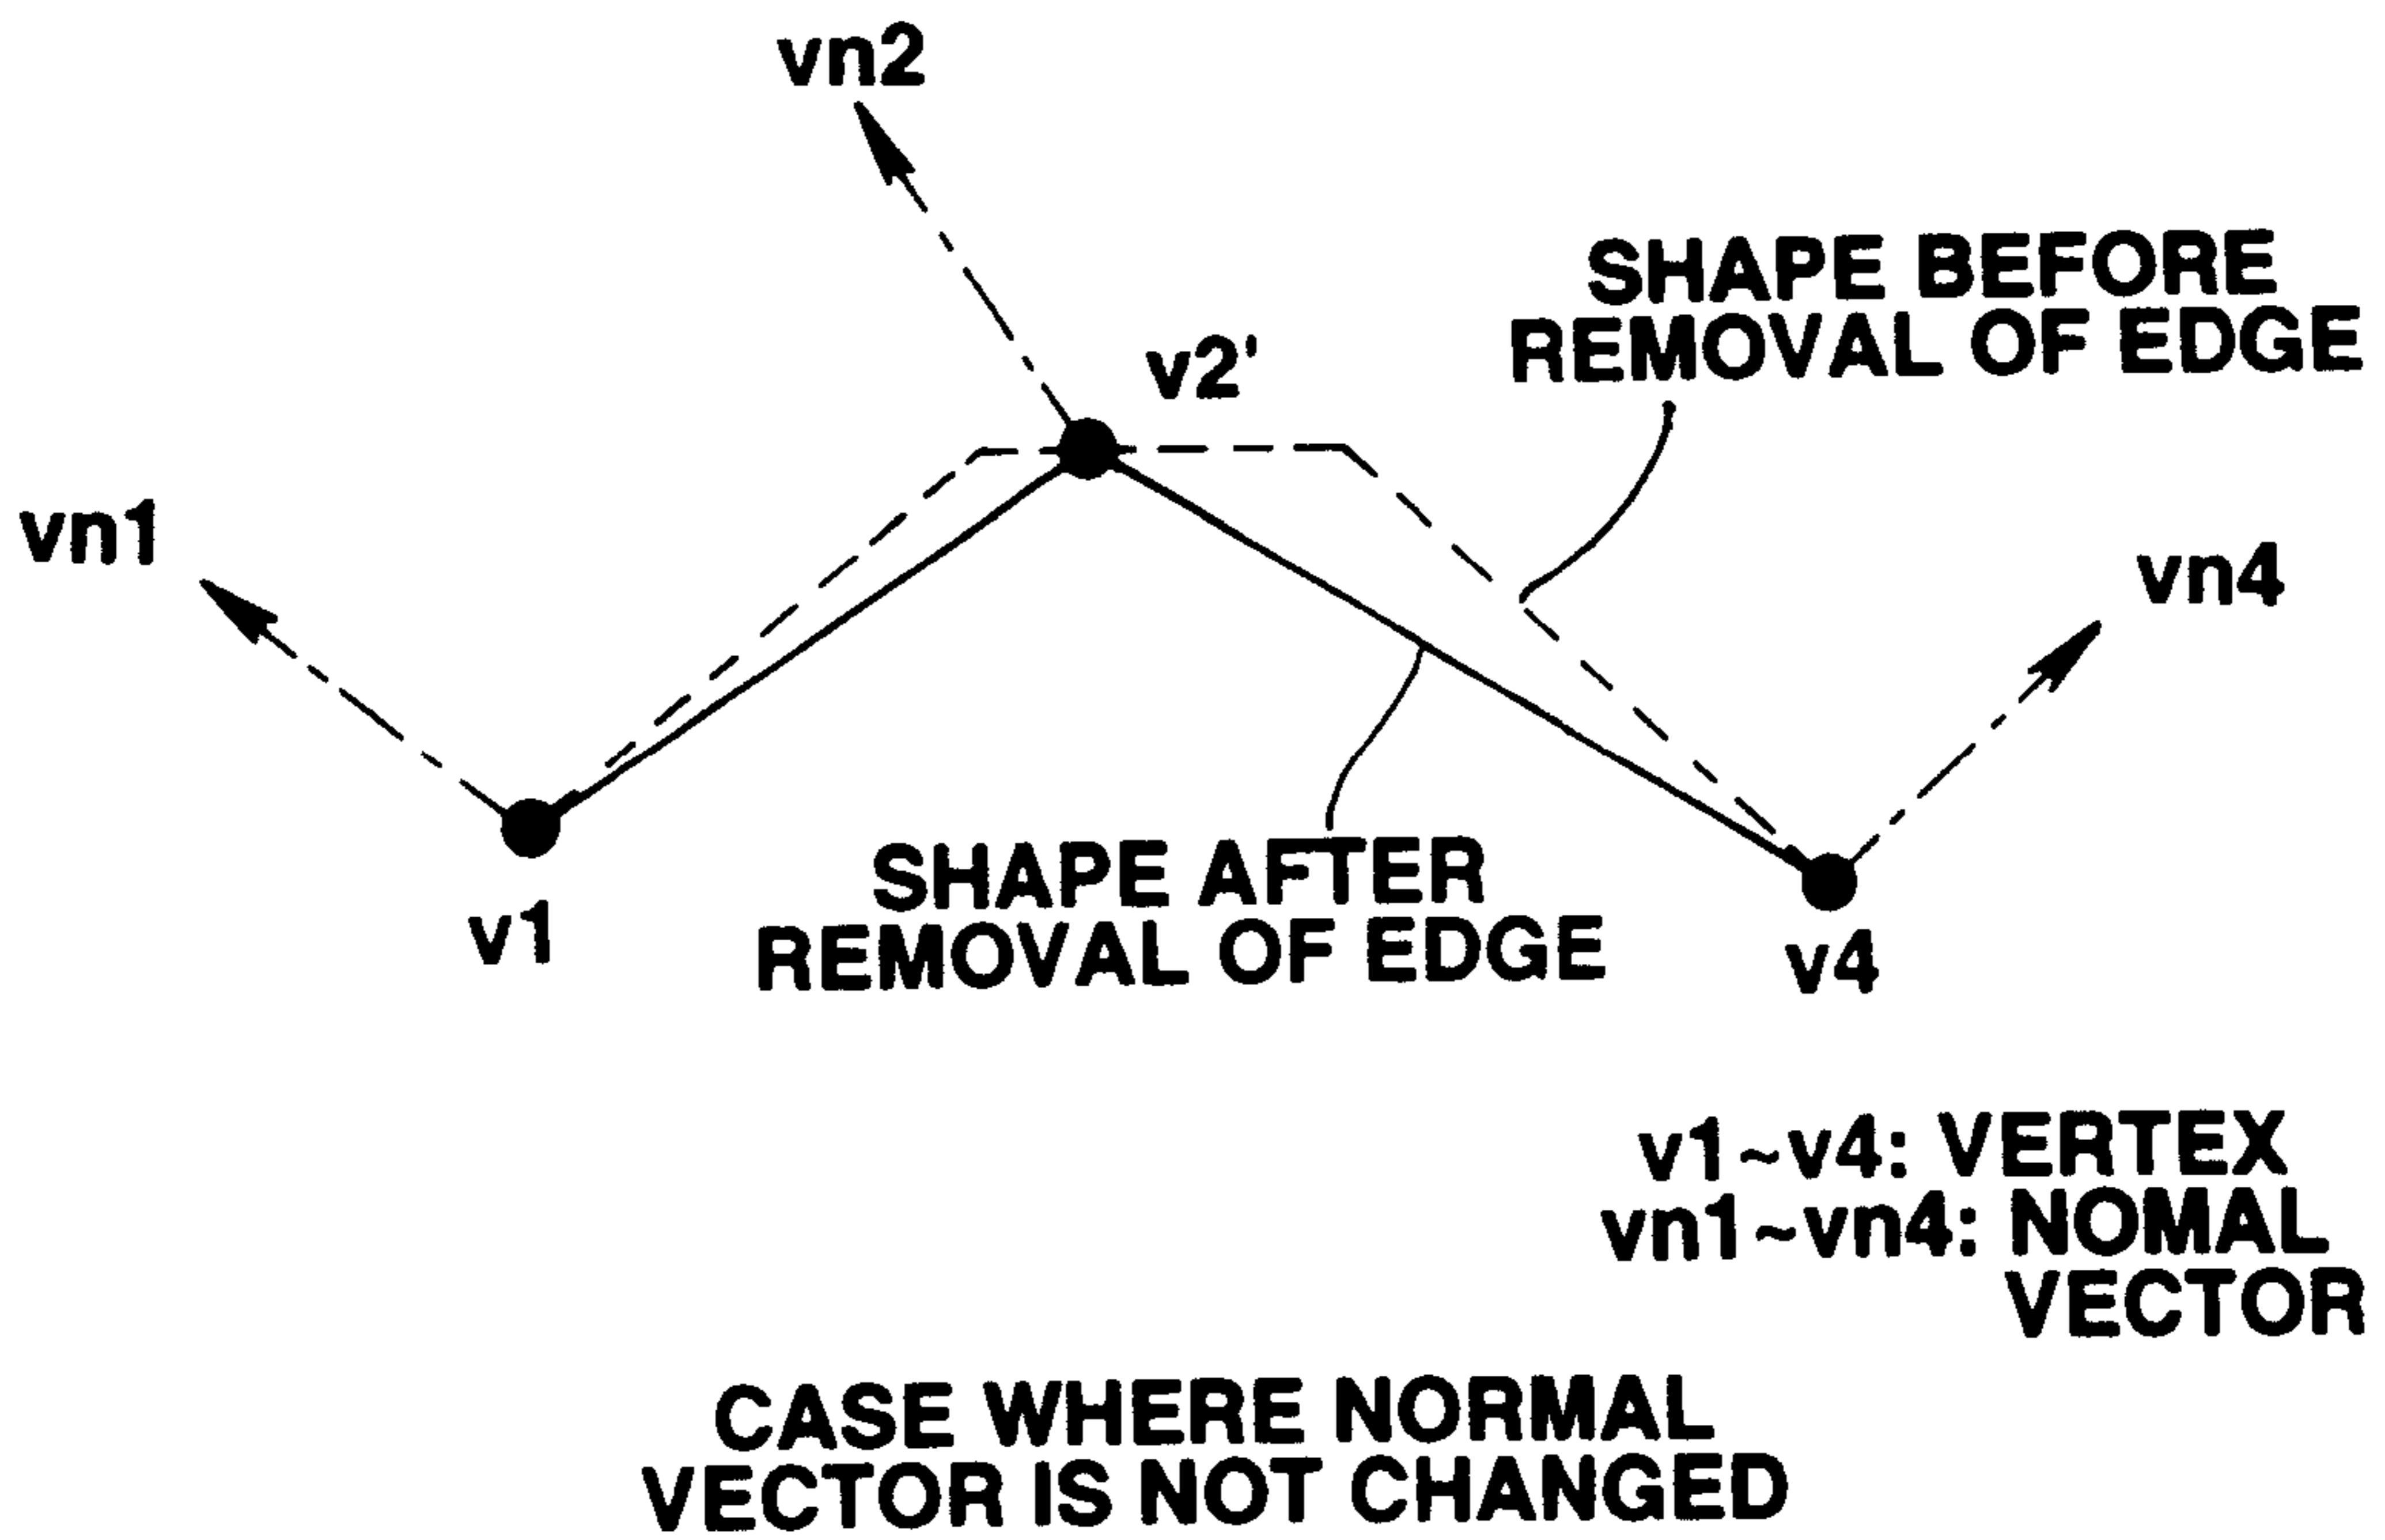 vn2
SHAPE BEFORE
REMOVAL OF EDGE
v2'
vn1
vn4
SHAPE AFTER
REMOVAL OF EDGE
v1
v4
v1~v4: VERTEX
vn1~vn4: NOMAL
VECTOR
CASE WHERE NORMAL
VECTOR IS NOT CHANGED